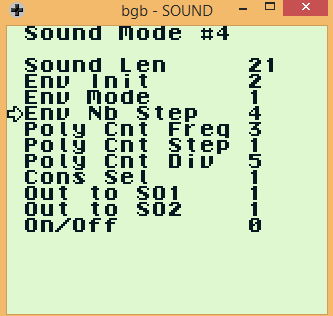 bgb - SOUND
Sound Mode #4
Sound Len 21
Env Init 2
Env Mode 1
Env Nb Step 4
Poly Cnt Freq 3
Poly Cnt Step 1
Poly Cnt Div 5
Cons Sel 1
Out to SO1 1
Out to SO2 1
On/Off 0